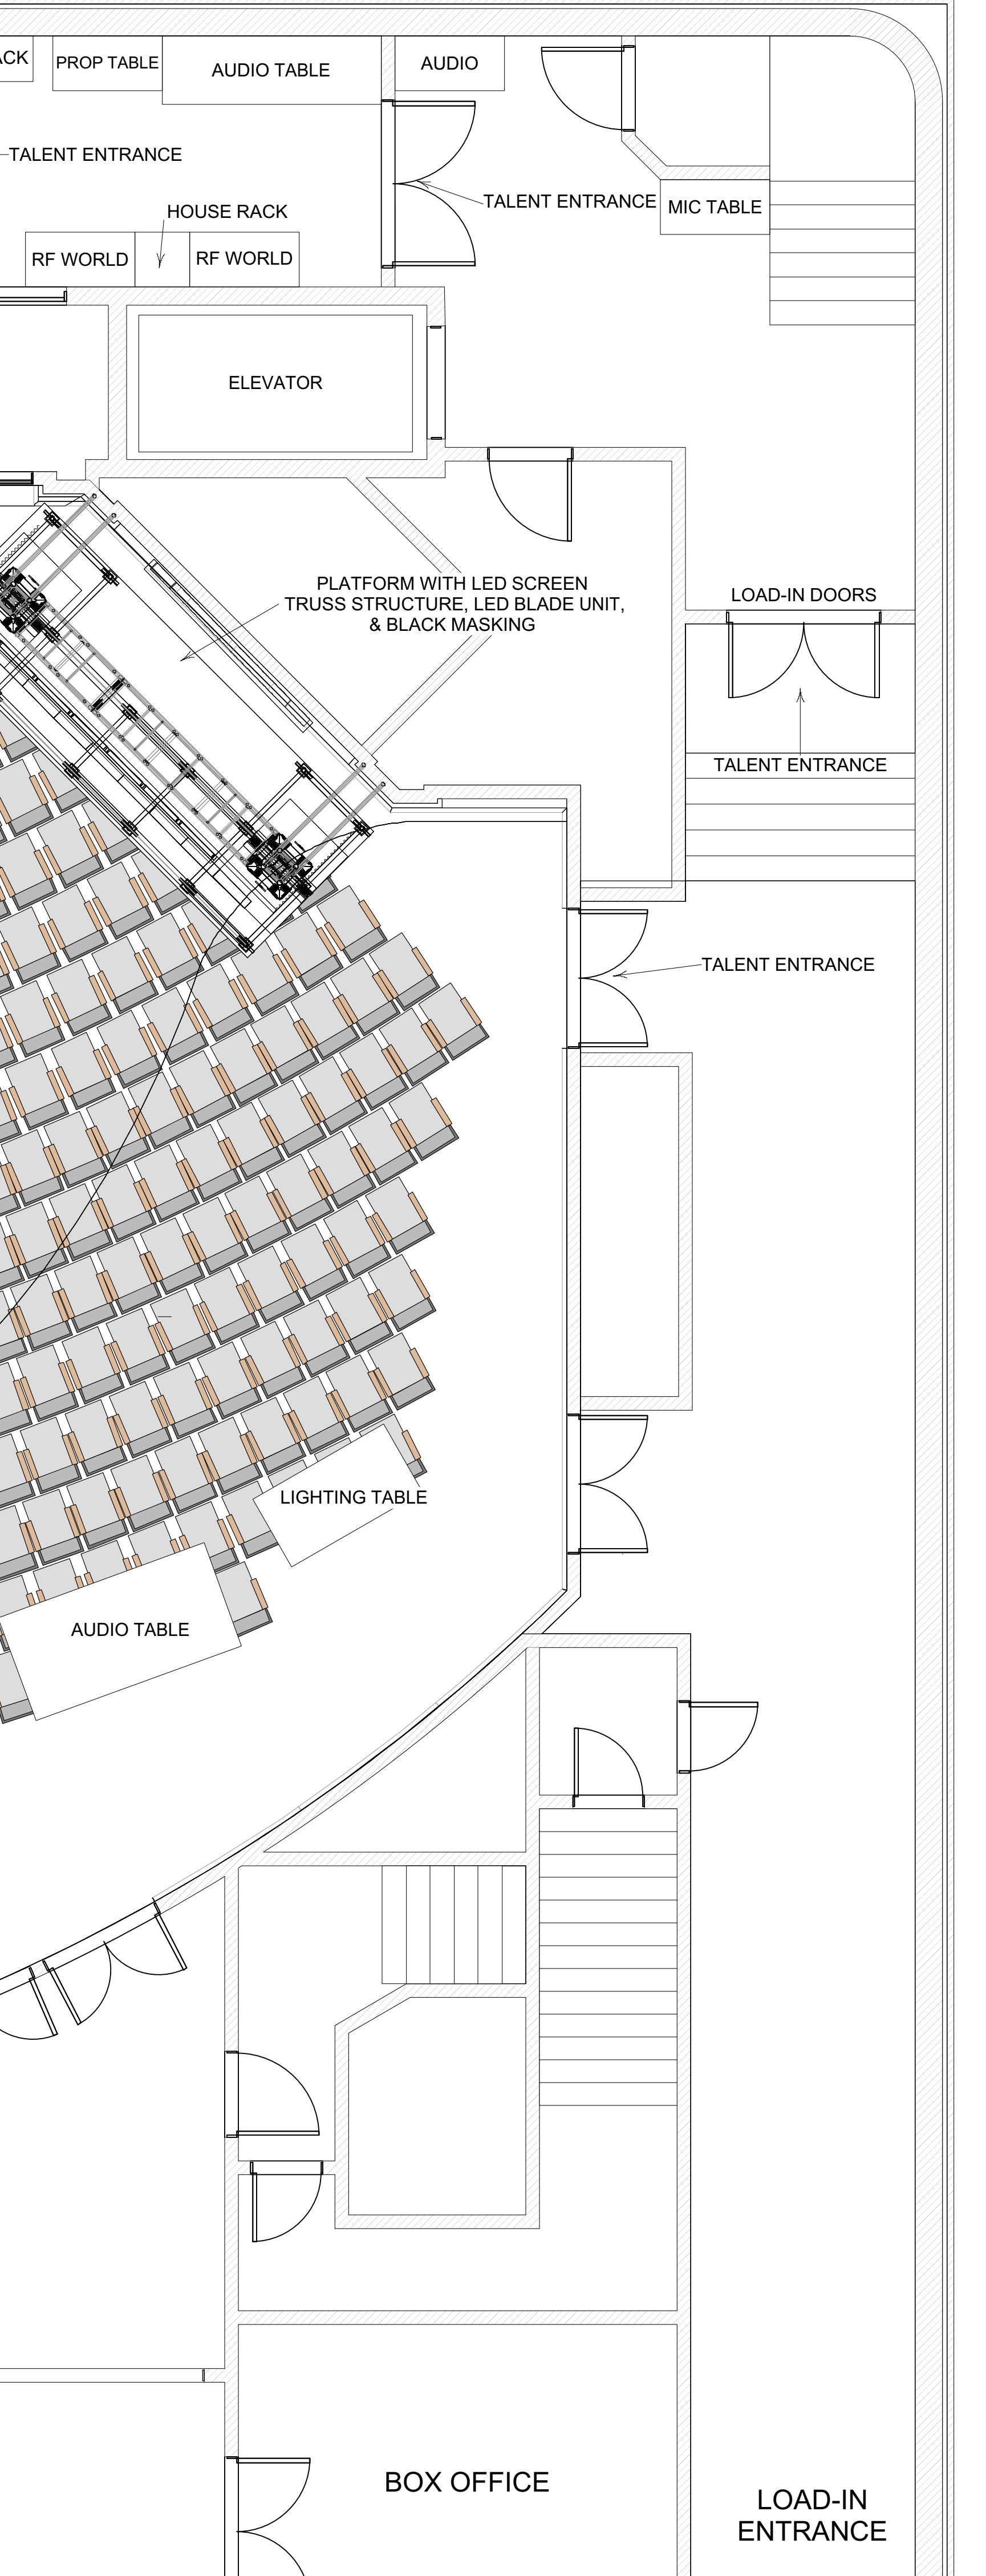 ACK
PROP TABLE
AUDIO TABLE
AUDIO
TALENT ENTRANCE
TALENT ENTRANCE
MIC TABLE
HOUSE RACK
RF WORLD
RF WORLD
ELEVATOR
PLATFORM WITH LED SCREEN
TRUSS STRUCTURE, LED BLADE UNIT,
& BLACK MASKING
LOAD-IN DOORS
TALENT ENTRANCE
TALENT ENTRANCE
LIGHTING TABLE
AUDIO TABLE
BOX OFFICE
LOAD-IN
ENTRANCE